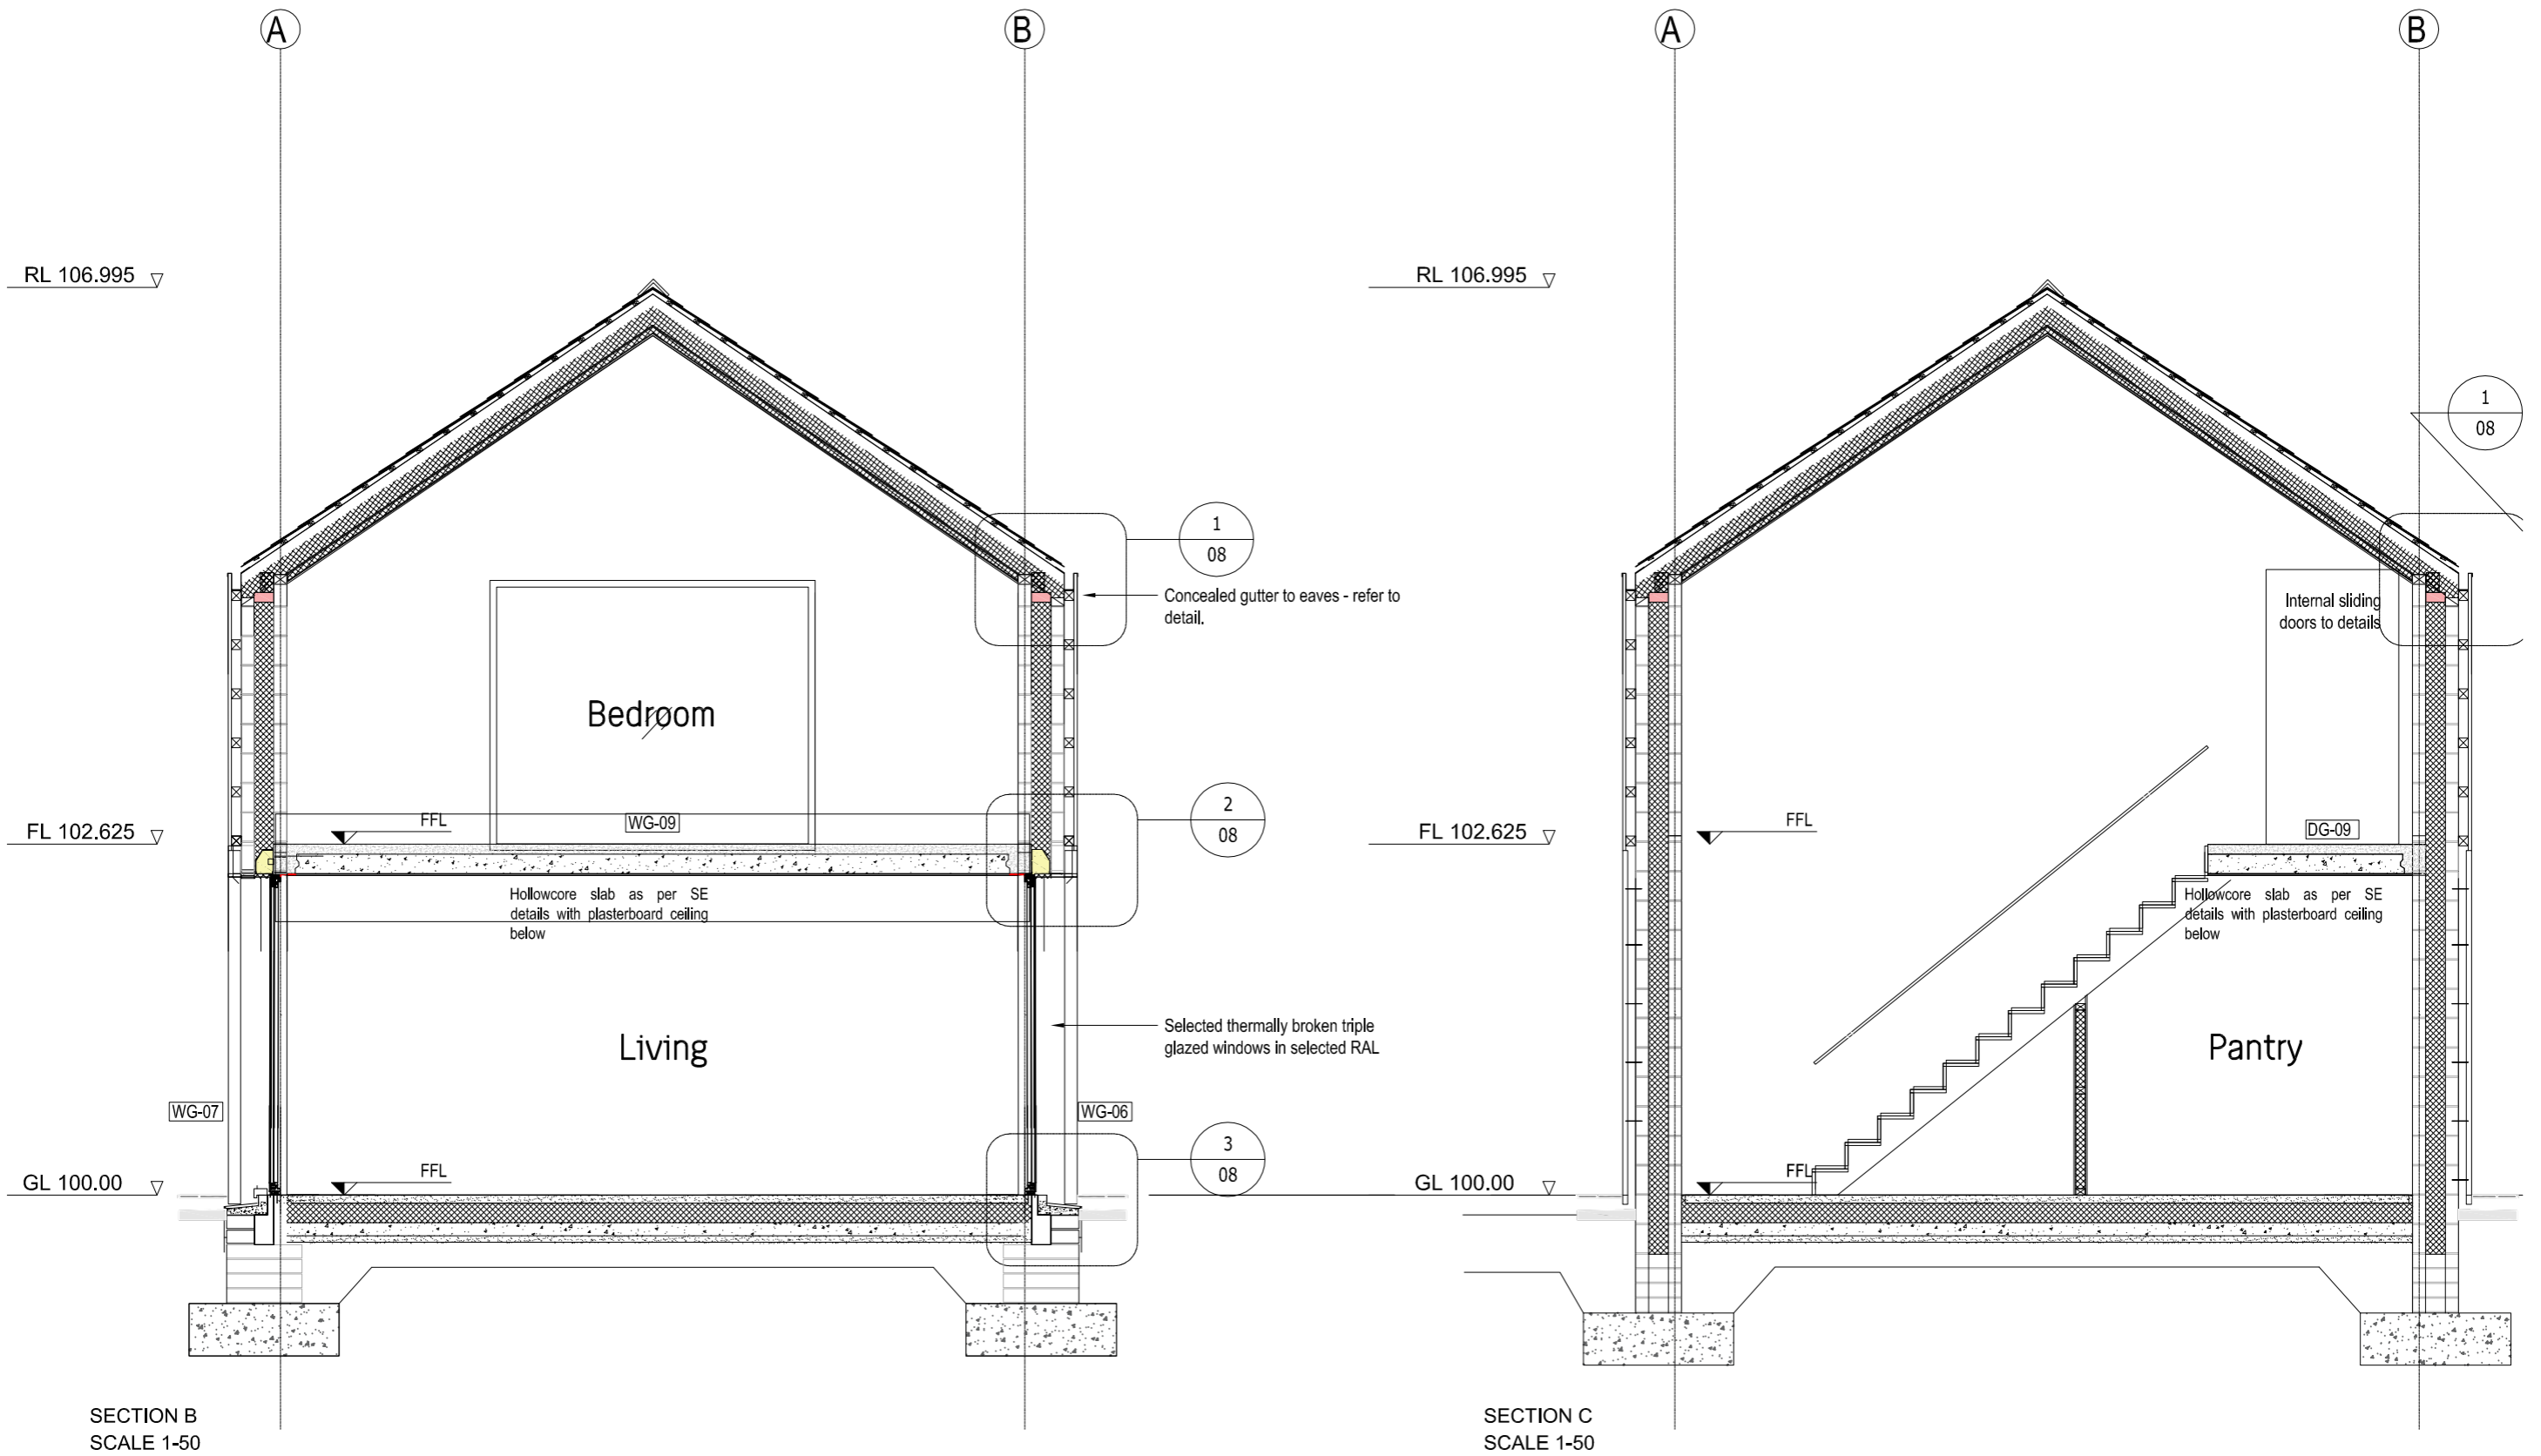 A
B
RL 106.995
1
08
Concealed gutter to eaves - refer to
detail.
Bedroom
FL 102.625
FFL
WG-09
2
08
Hollowcore slab as per SE
details with plasterboard ceiling
below
Living
Selected thermally broken triple
glazed windows in selected RAL
WG-07
WG-06
3
08
GL 100.00
FFL
SECTION B
SCALE 1-50
A
B
RL 106.995
1
08
Internal sliding
doors to details
FL 102.625
FFL
DG-09
Hollowcore slab as per SE
details with plasterboard ceiling
below
Pantry
GL 100.00
FFL
SECTION C
SCALE 1-50